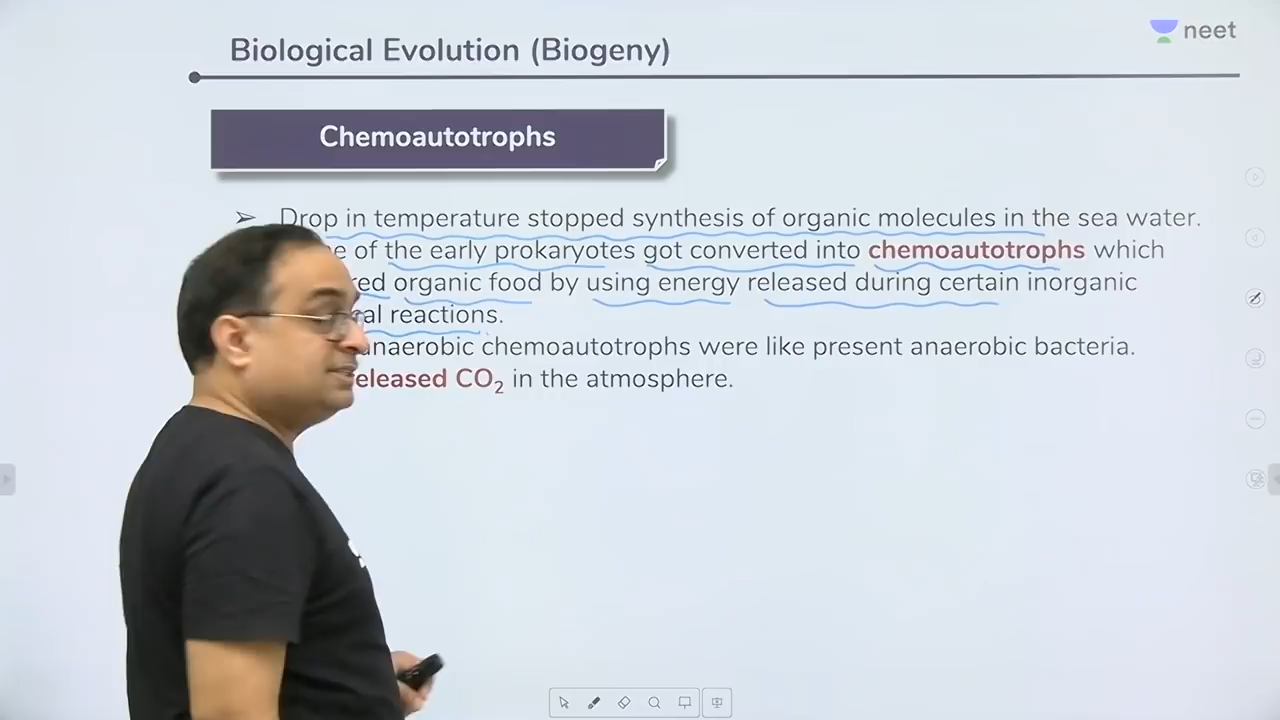 Biological Evolution (Biogeny)
neet
Chemoautotrophs
➢ Drop in temperature stopped synthesis of organic molecules in the sea water.
of the early prokaryotes got converted into chemoautotrophs which
organic food by using energy released during certain inorganic
reactions.
anaerobic chemoautotrophs were like present anaerobic bacteria.
released CO₂ in the atmosphere.